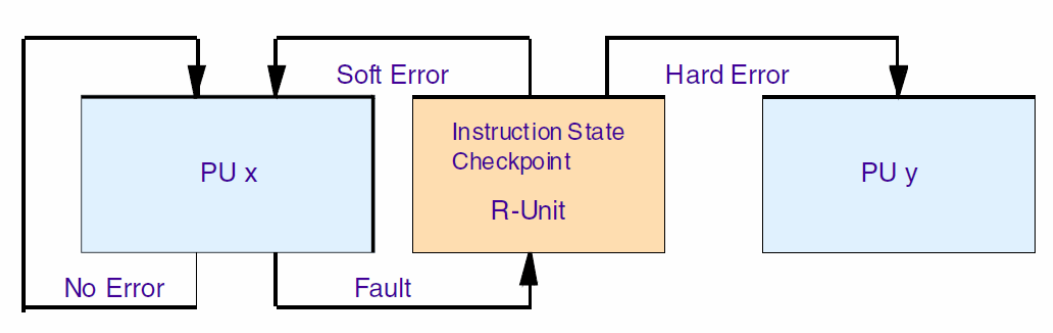 Soft Error
Hard Error
PU x
Instruction State
Checkpoint
R-Unit
PU y
No Error
Fault